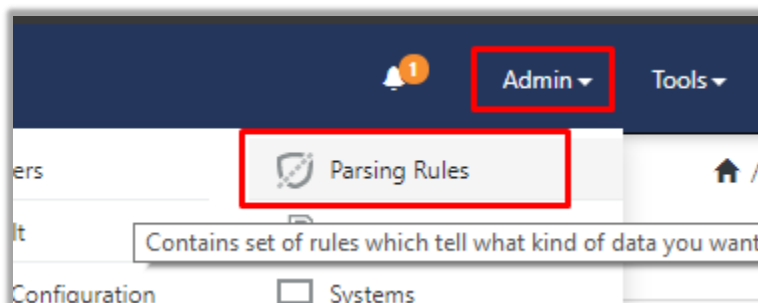 1
Admin
Tools
ers
Parsing Rules
/
lt
Contains set of rules which tell what kind of data you want
Configuration
Systems